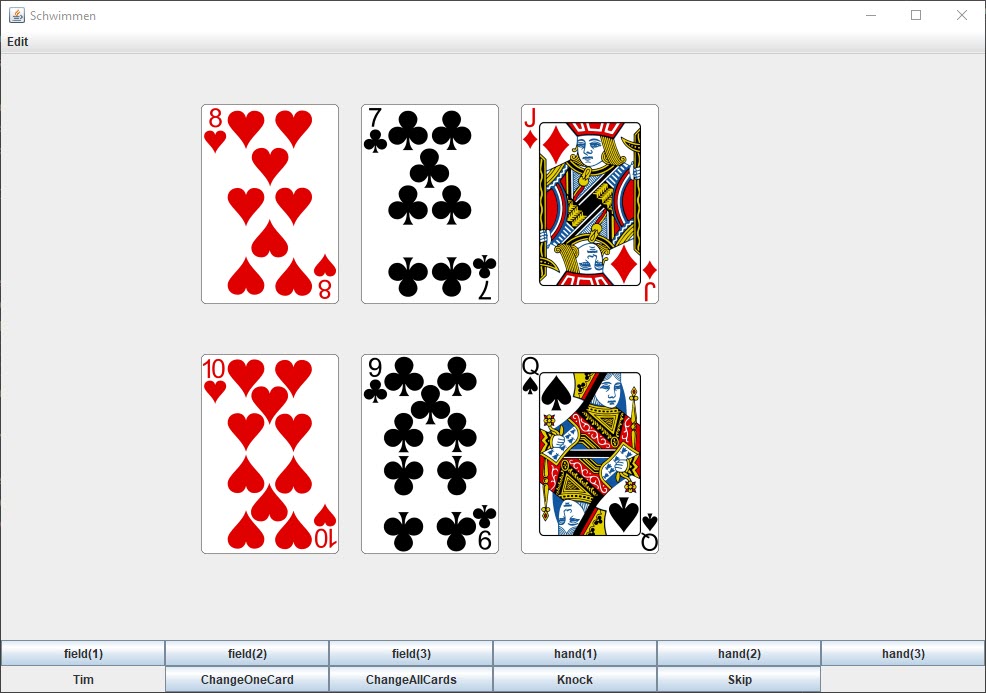 Schwimmen
Edit
8 7 J
8 7 J
10 9 Q
10 9 Q
field(1) field(2) field(3) hand(1) hand(2) hand(3)
Tim ChangeOneCard ChangeAllCards Knock Skip